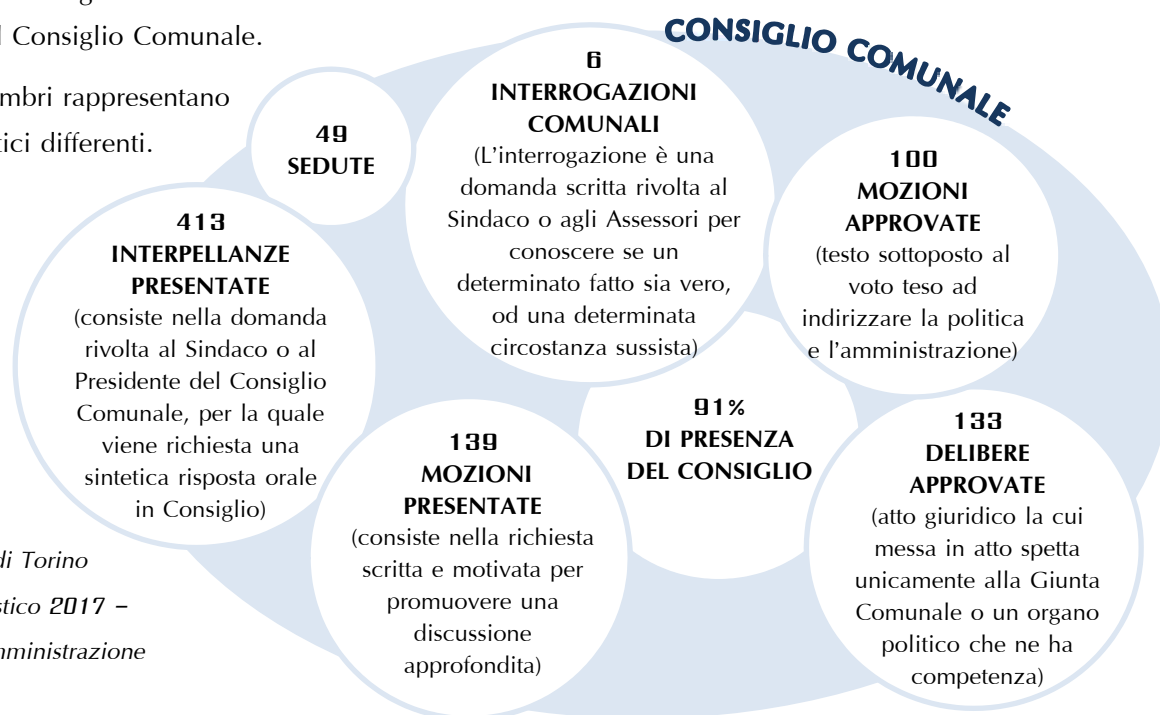 l Consiglio Comunale.
mbri rappresentano
tici differenti.
CONSIGLIO COMUNALE
49
SEDUTE
6
INTERROGAZIONI
COMUNALI
(L'interrogazione è una
domanda scritta rivolta al
Sindaco o agli Assessori per
conoscere se un
determinato fatto sia vero,
od una determinata
circostanza sussista)
100
MOZIONI
APPROVATE
(testo sottoposto al
voto teso ad
indirizzare la politica
e l'amministrazione)
413
INTERPELLANZE
PRESENTATE
(consiste nella domanda
rivolta al Sindaco o al
Presidente del Consiglio
Comunale, per la quale
viene richiesta una
sintetica risposta orale
in Consiglio)
139
MOZIONI
PRESENTATE
(consiste nella richiesta
scritta e motivata per
promuovere una
discussione
approfondita)
91%
DI PRESENZA
DEL CONSIGLIO
133
DELIBERE
APPROVATE
(atto giuridico la cui
messa in atto spetta
unicamente alla Giunta
Comunale o un organo
politico che ne ha
competenza)
di Torino
stico 2017 –
mministrazione